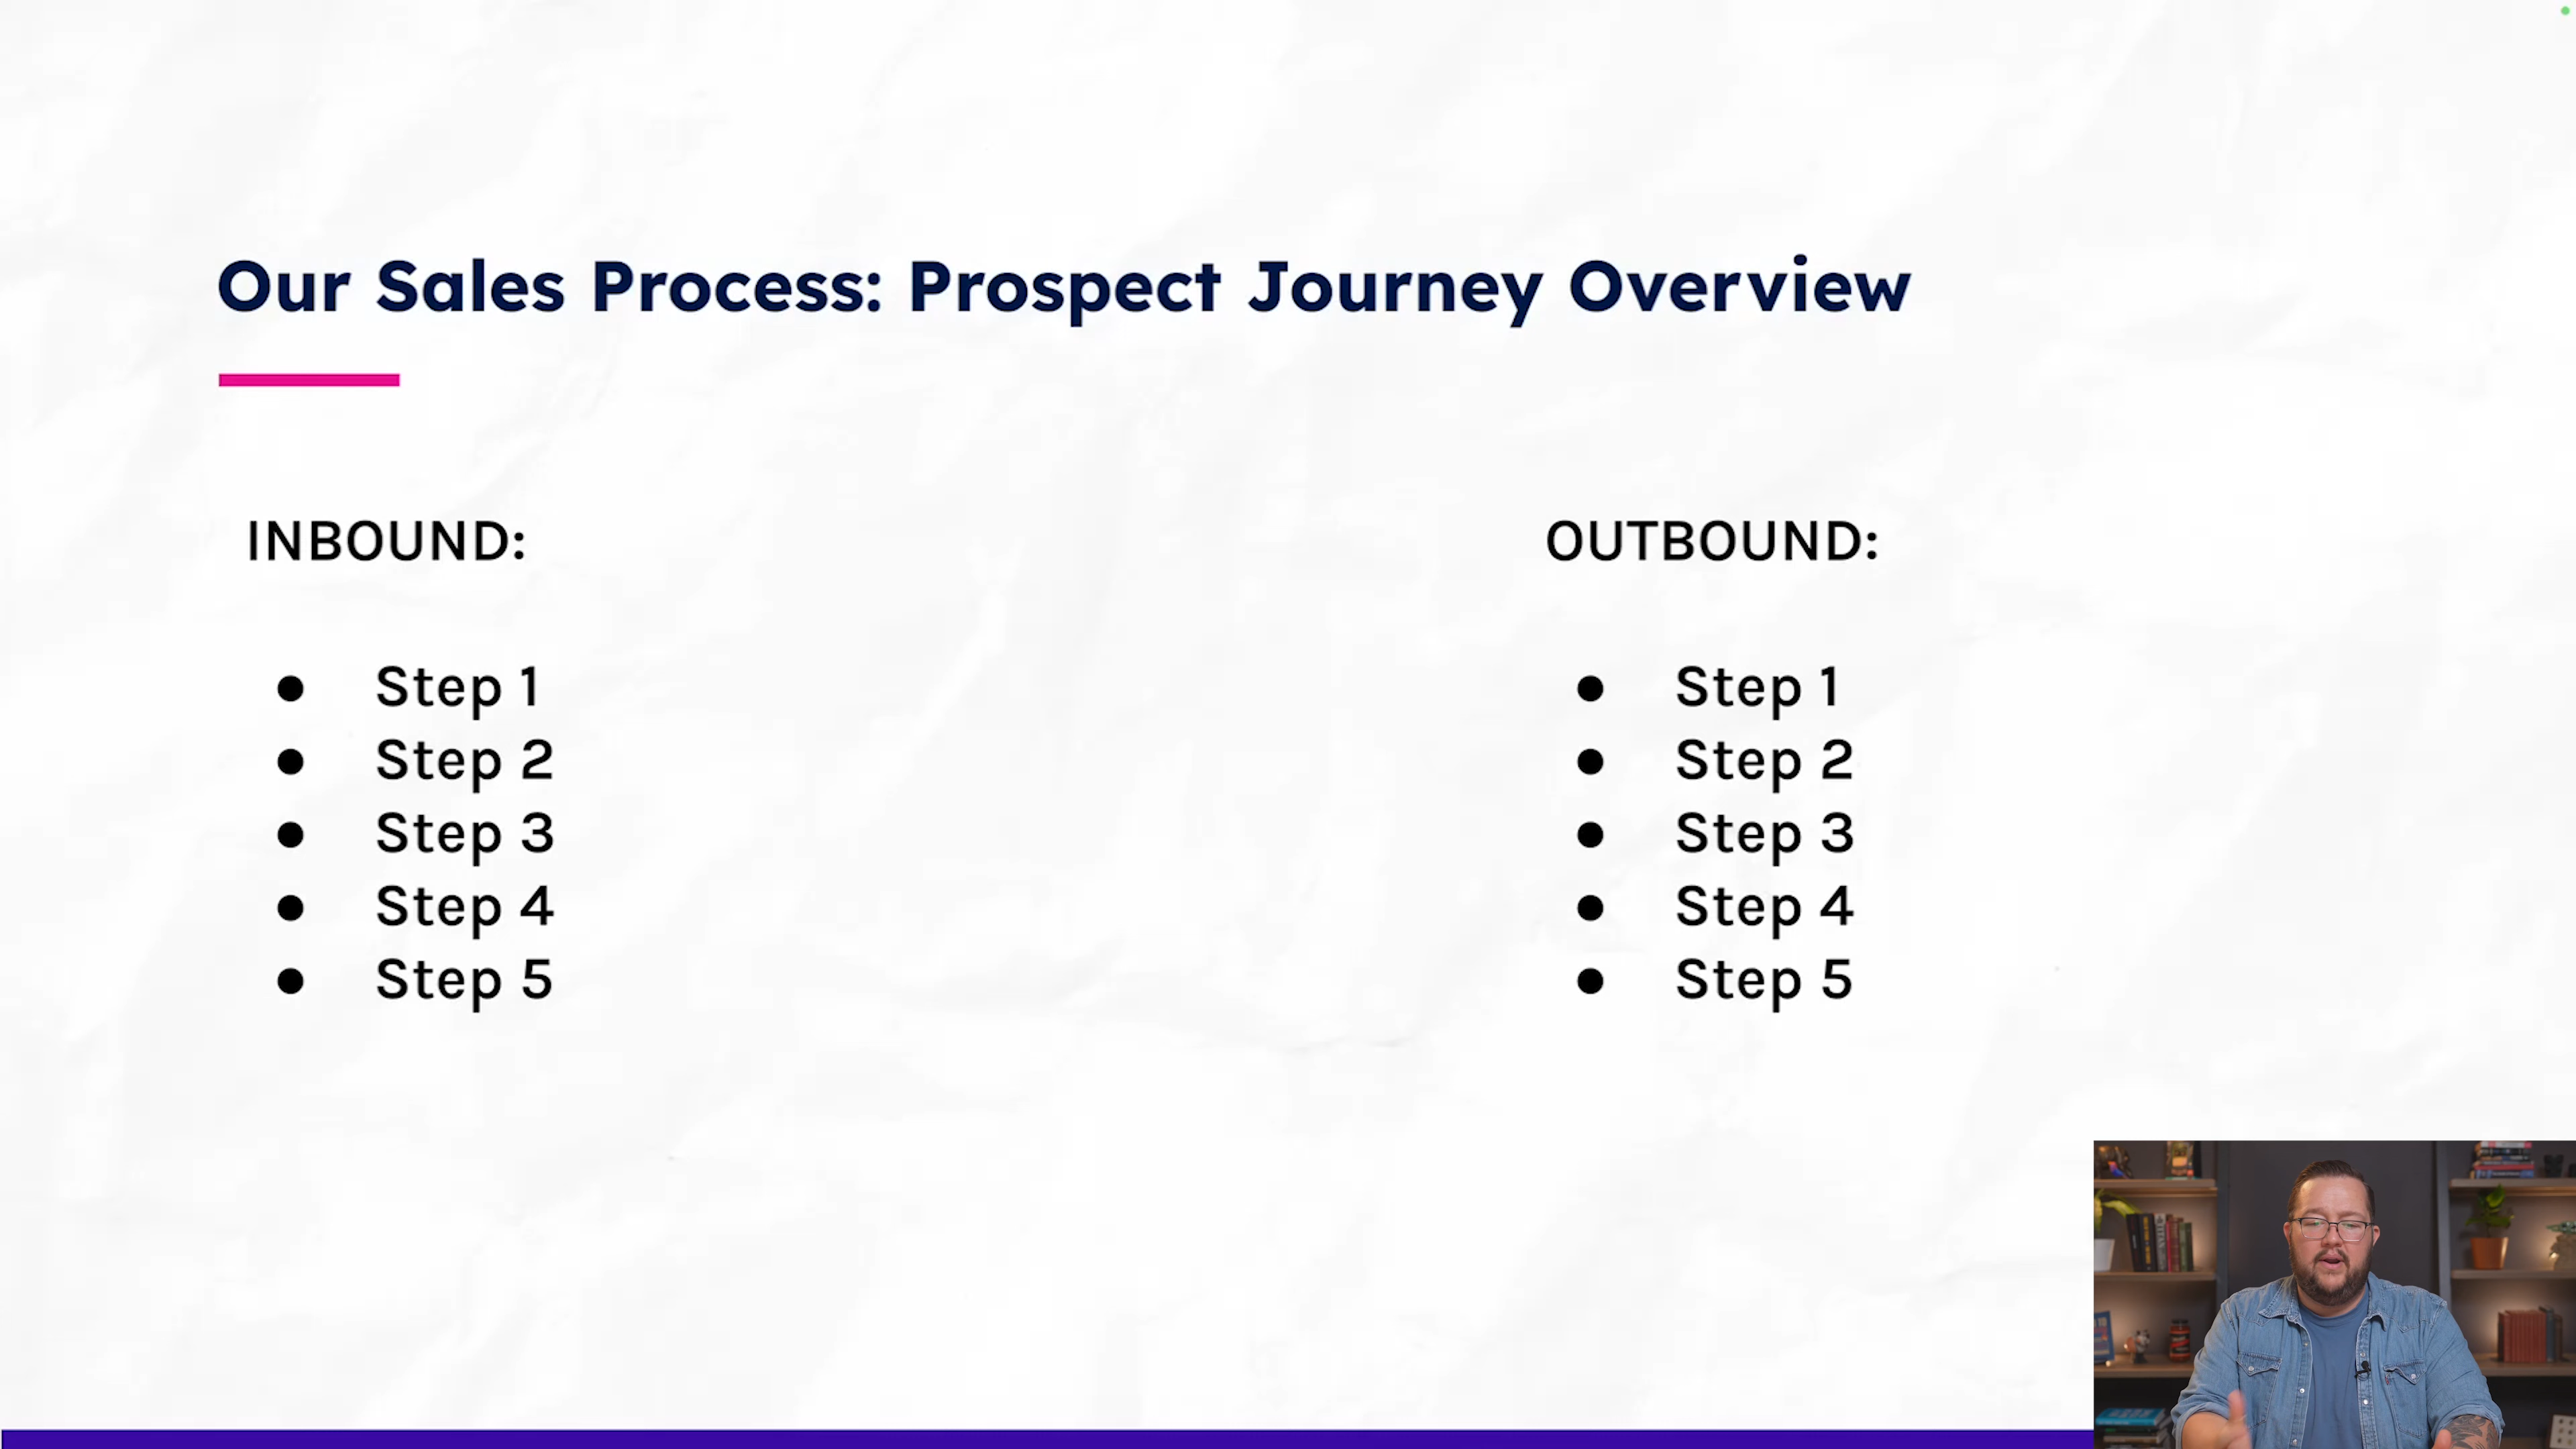 Our Sales Process: Prospect Journey Overview
INBOUND:
● Step 1
● Step 2
● Step 3
● Step 4
● Step 5
OUTBOUND:
● Step 1
● Step 2
● Step 3
● Step 4
● Step 5